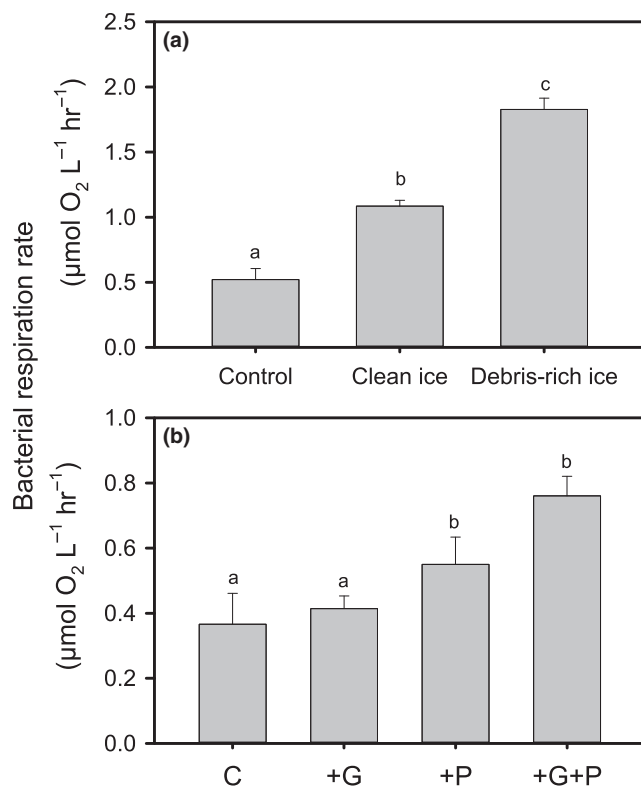 Bacterial respiration rate
(µmol O₂ L⁻¹ hr⁻¹)
(a)
2.5
2.0
1.5
1.0
0.5
0.0
a
b
c
Control Clean ice Debris-rich ice
(µmol O₂ L⁻¹ hr⁻¹)
(b)
1.0
0.8
0.6
0.4
0.2
0.0
a
a
b
b
C +G +P +G+P